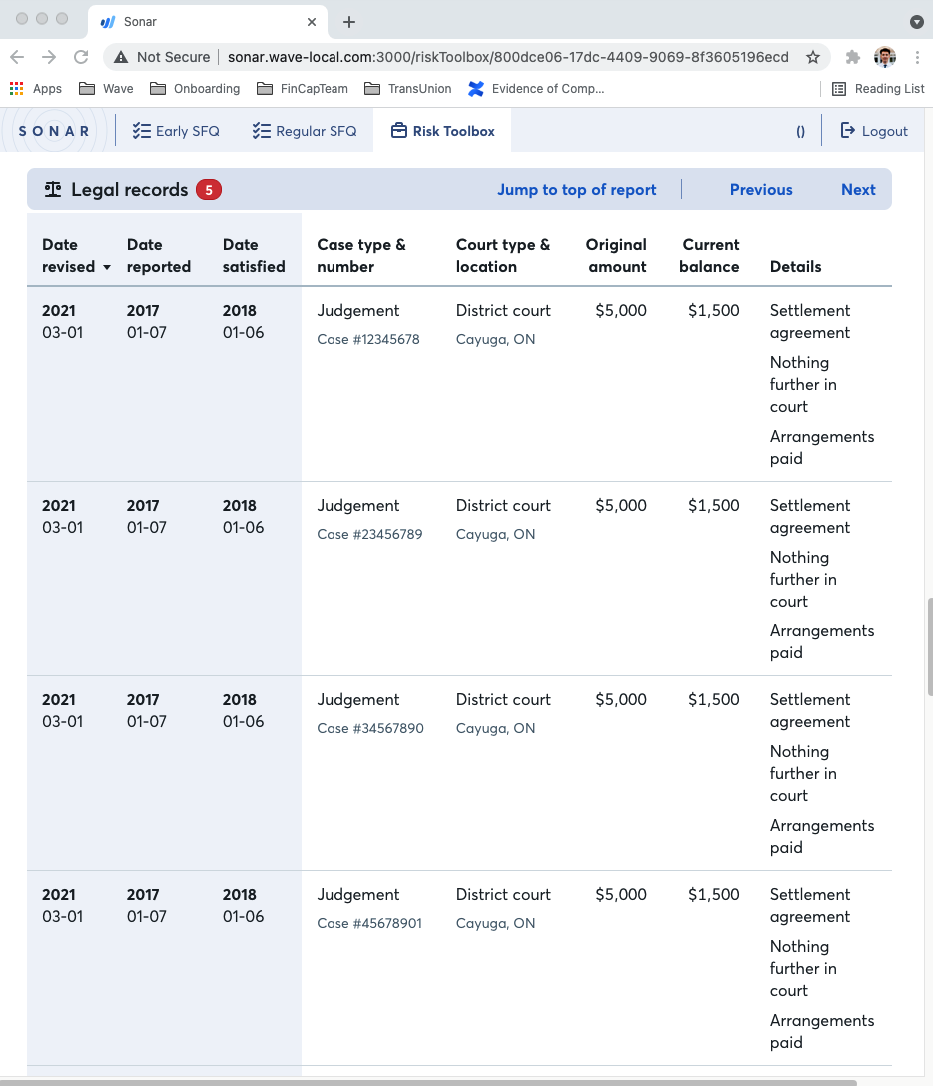 Sonar
Not Secure sonar.wave-local.com:3000/riskToolbox/800dce06-17dc-4409-9069-8f3605196ecd
Apps Wave Onboarding FinCapTeam TransUnion Evidence of Comp... Reading List
SONAR Early SFQ Regular SFQ Risk Toolbox () Logout
Legal records 5 Jump to top of report Previous Next
Date Date Date Case type & Court type & Original Current
revised reported satisfied number location amount balance Details
2021 2017 2018 Judgement District court $5,000 $1,500 Settlement
03-01 01-07 01-06 Case #12345678 Cayuga, ON agreement
Nothing
further in
court
Arrangements
paid
2021 2017 2018 Judgement District court $5,000 $1,500 Settlement
03-01 01-07 01-06 Case #23456789 Cayuga, ON agreement
Nothing
further in
court
Arrangements
paid
2021 2017 2018 Judgement District court $5,000 $1,500 Settlement
03-01 01-07 01-06 Case #34567890 Cayuga, ON agreement
Nothing
further in
court
Arrangements
paid
2021 2017 2018 Judgement District court $5,000 $1,500 Settlement
03-01 01-07 01-06 Case #45678901 Cayuga, ON agreement
Nothing
further in
court
Arrangements
paid